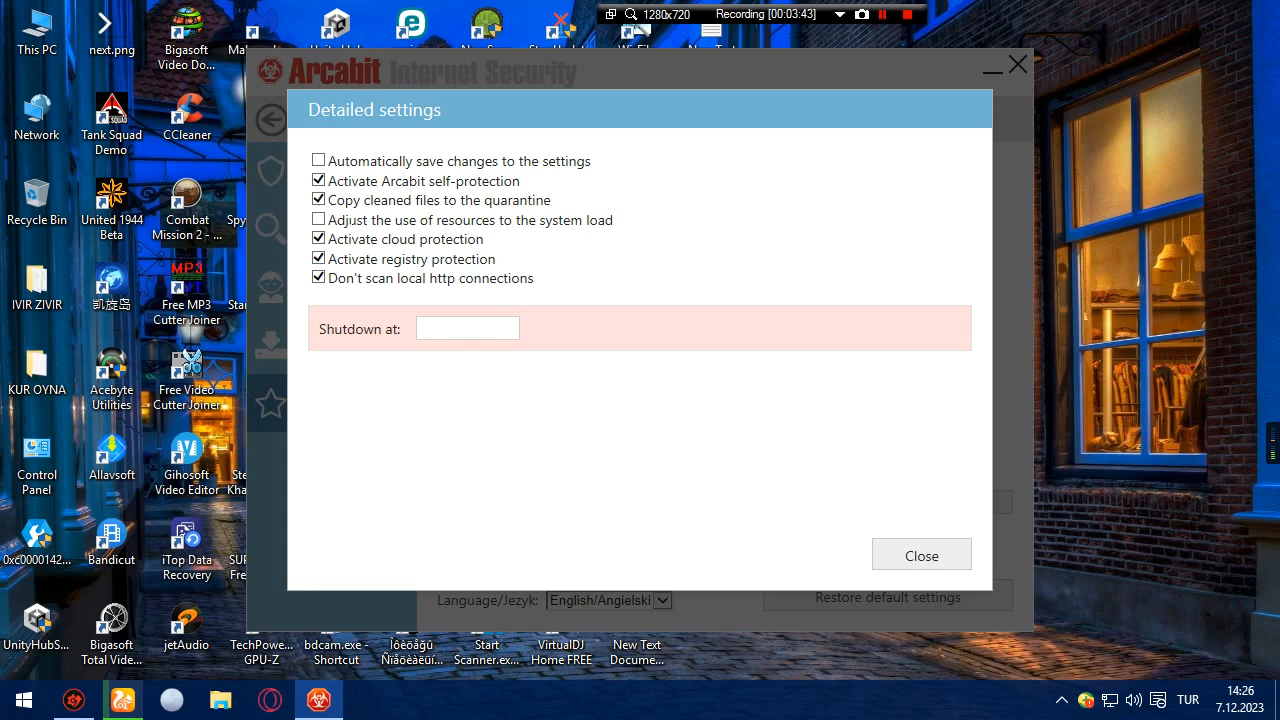 1280x720
Recording [00:03:43]
This PC
next.png
Bigasoft
Video Do...
Arcabit Internet Security
Detailed settings
Network
Tank Squad
Demo
CCleaner
Automatically save changes to the settings
Activate Arcabit self-protection
Copy cleaned files to the quarantine
Adjust the use of resources to the system load
Activate cloud protection
Activate registry protection
Don't scan local http connections
Recycle Bin
United 1944
Beta
Combat
Mission 2 - ...
Spy
IVIR ZIVIR
凯旋岛
MP3
Free MP3
Cutter Joiner
Shutdown at:
KUR OYNA
Acebyte
Utilities
Free Video
Cutter Joiner
Control
Panel
Allavsoft
Gihosoft
Video Editor
Close
0xc0000142...
Bandicut
iTop Data
Recovery
Language/Jezyk:
English/Angielski
Restore default settings
UnityHubS...
Bigasoft
Total Vide...
jetAudio
TechPowe...
GPU-Z
bdcam.exe -
Shortcut
Start
Scanner.ex...
VirtualDJ
Home FREE
New Text
Docume...
TUR
14:26
7.12.2023